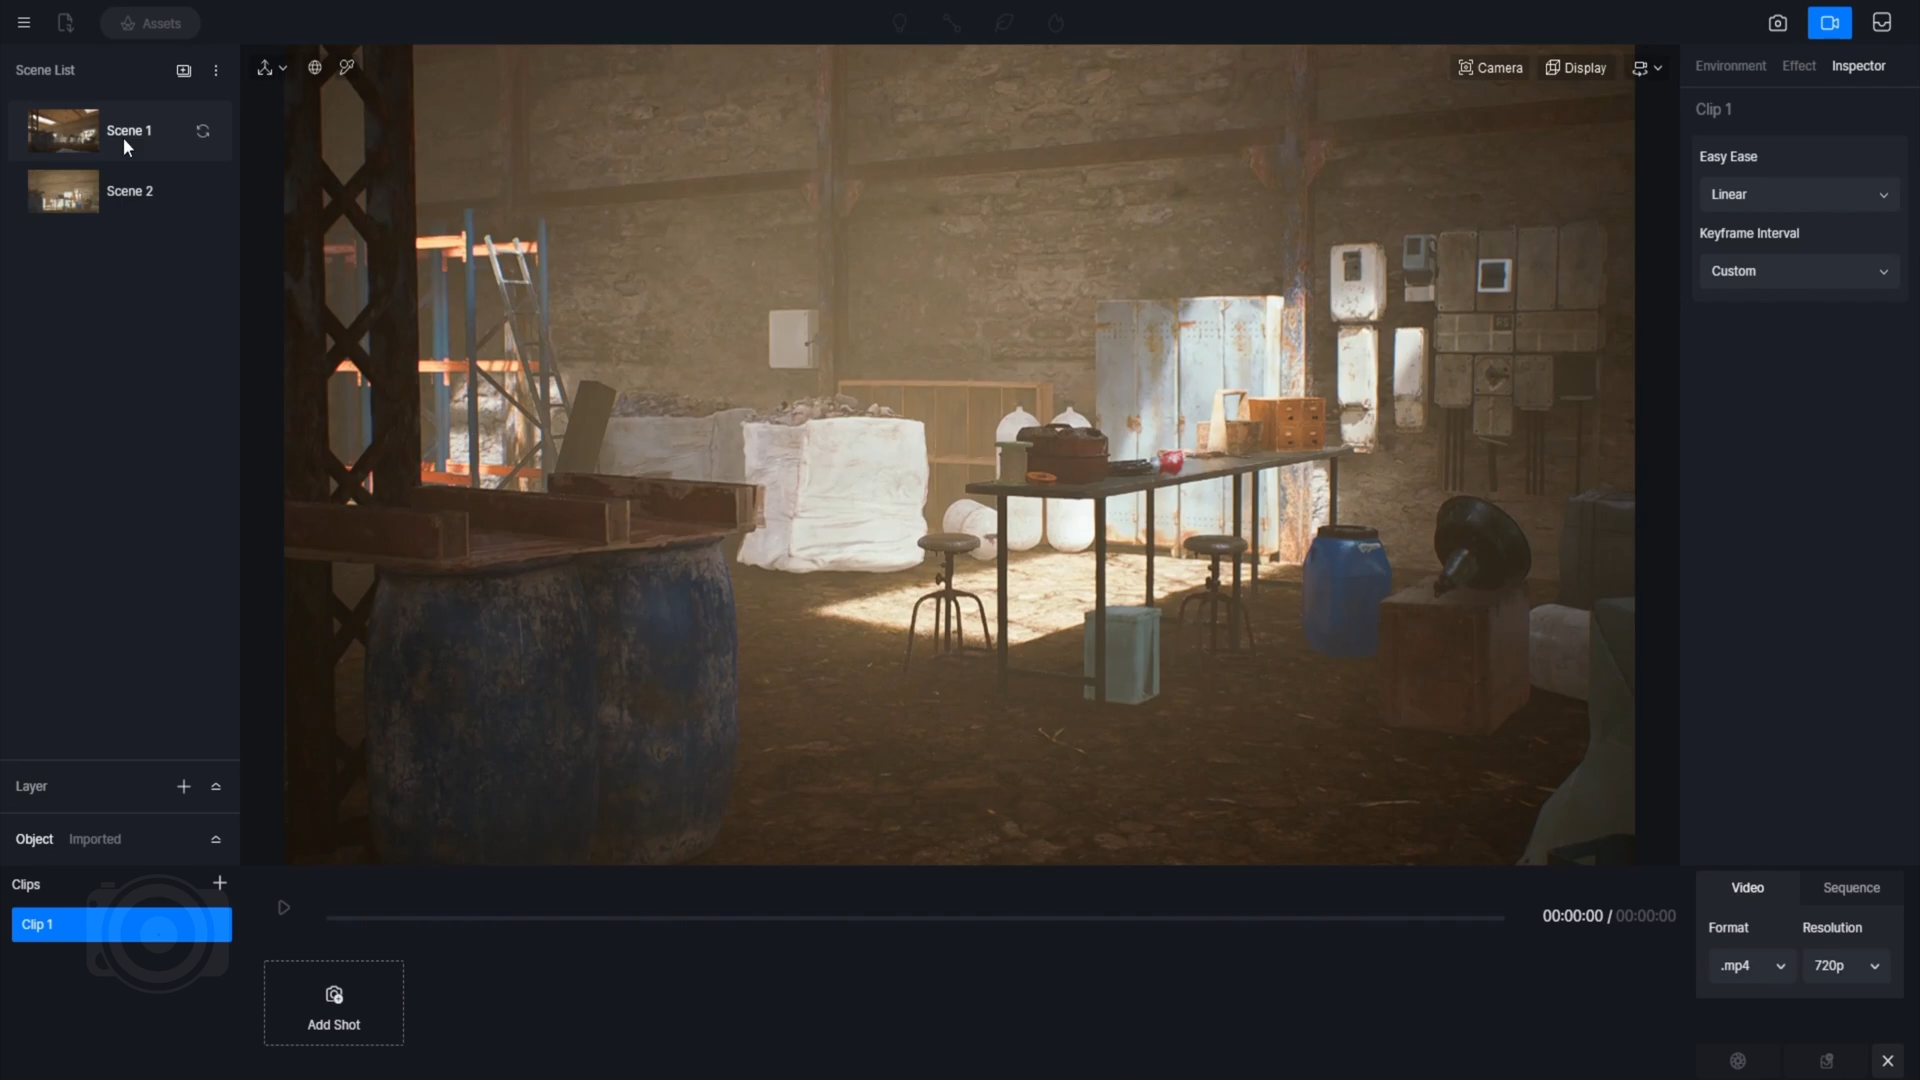 Assets
Scene List
Camera
Display
Environment Effect Inspector
Scene 1
Scene 2
Clip 1
Easy Ease
Linear
Keyframe Interval
Custom
Layer
Object Imported
Clips
Clip 1
00:00:00 / 00:00:00
Add Shot
Video Sequence
Format Resolution
.mp4 720p